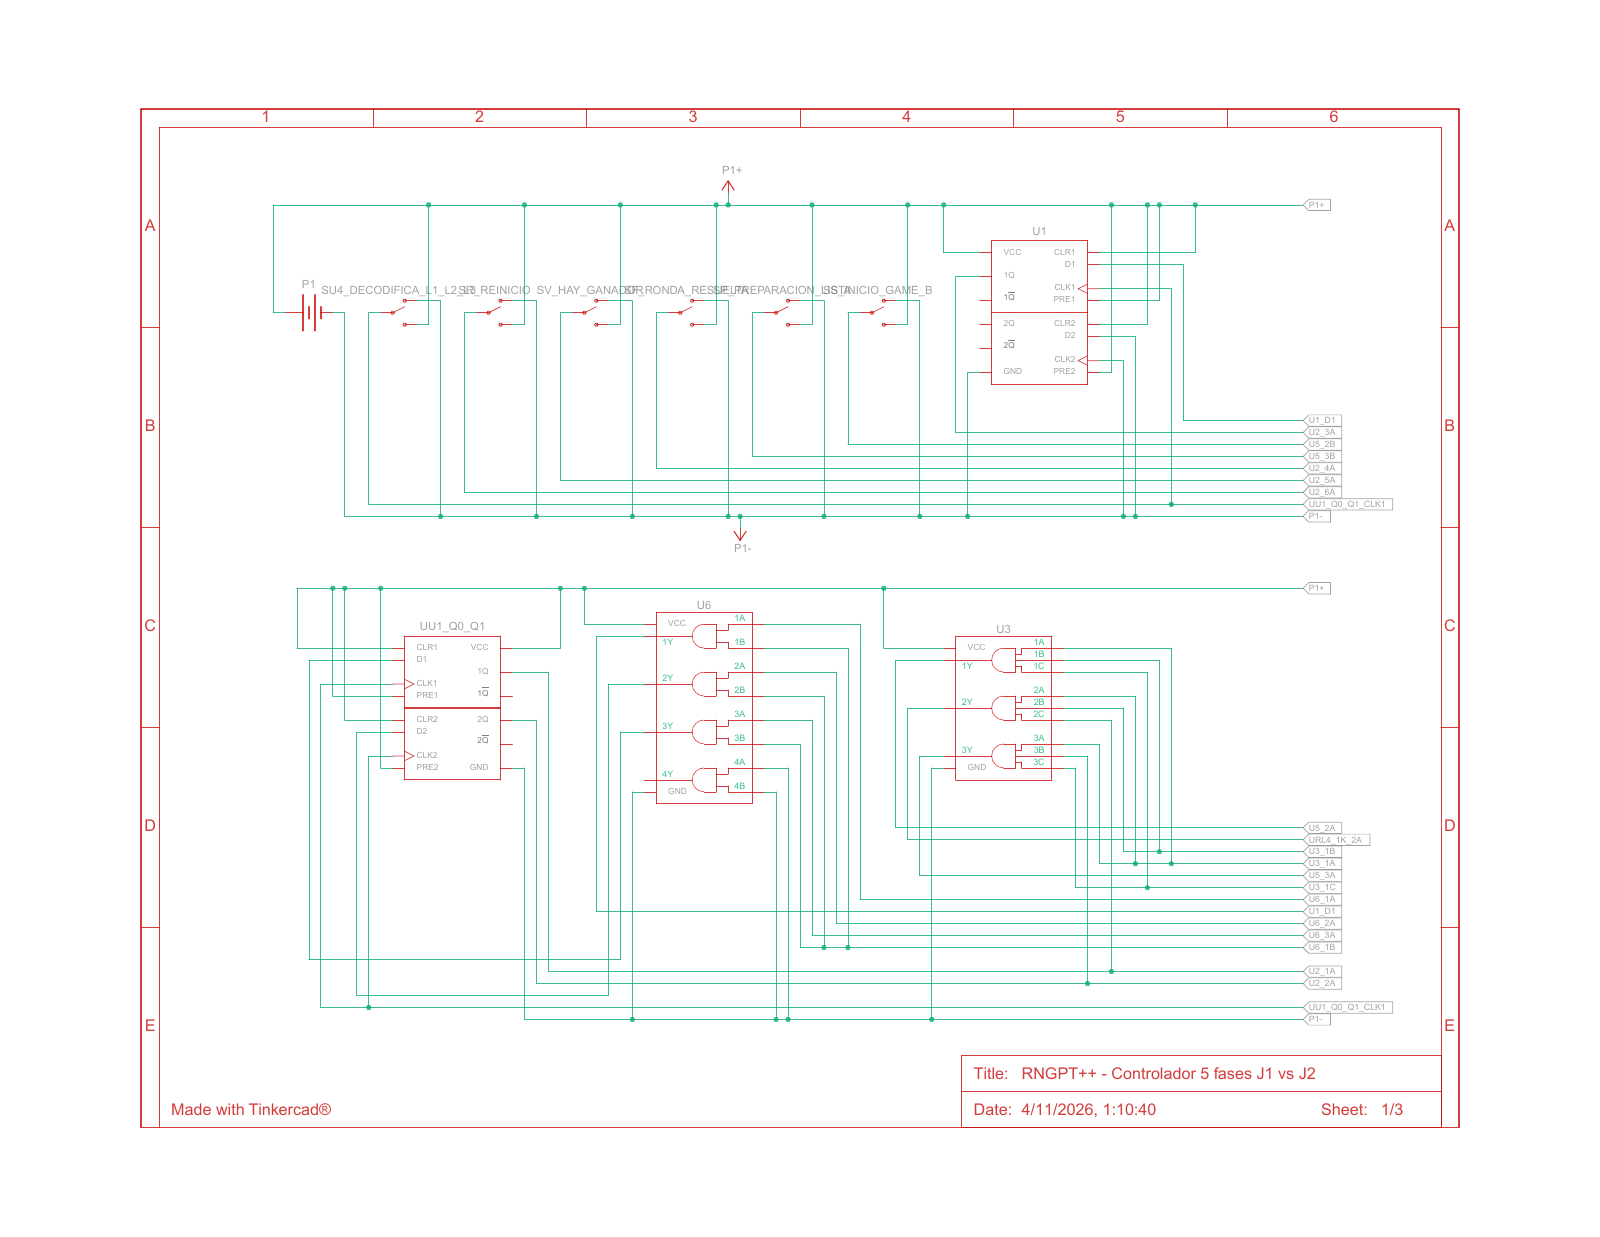 1 2 3 4 5 6
P1+
A A
P1+
U1
VCC CLR1
D1
1Q
CLK1
1Q PRE1
2Q CLR2
D2
2Q
CLK2
GND PRE2
P1
SV_HAY_GANADOR
B B
U1_D1
U2_3A
U5_2B
U5_3B
U2_4A
U2_5A
U2_6A
UU1_Q0_Q1_CLK1
P1-
P1-
P1+
C C
UU1_Q0_Q1
CLR1 VCC
D1
1Q
CLK1
PRE1 1Q
CLR2 2Q
D2
2Q
CLK2
PRE2 GND
U6
VCC 1A
1Y 1B
2A
2Y
2B
3A
3Y
3B
4A
4Y
GND 4B
U3
VCC 1A
1B
1Y 1C
2A
2Y 2B
2C
3A
3Y 3B
GND 3C
D D
U5_2A
URL4_1K_2A
U3_1B
U3_1A
U5_3A
U3_1C
U6_1A
U1_D1
U6_2A
U6_3A
U6_1B
U2_1A
U2_2A
UU1_Q0_Q1_CLK1
P1-
E E
Title: RNGPT++ - Controlador 5 fases J1 vs J2
Made with Tinkercad®
Date: 4/11/2026, 1:10:40 Sheet: 1/3